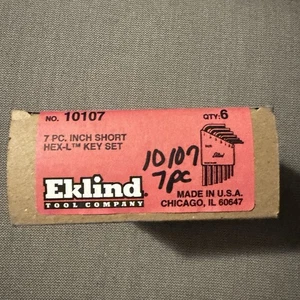 NO. 10107
QTY: 6
7 PC. INCH SHORT
HEX-L™ KEY SET
10107
7pc
Eklind
TOOL COMPANY
MADE IN U.S.A.
CHICAGO, IL 60647